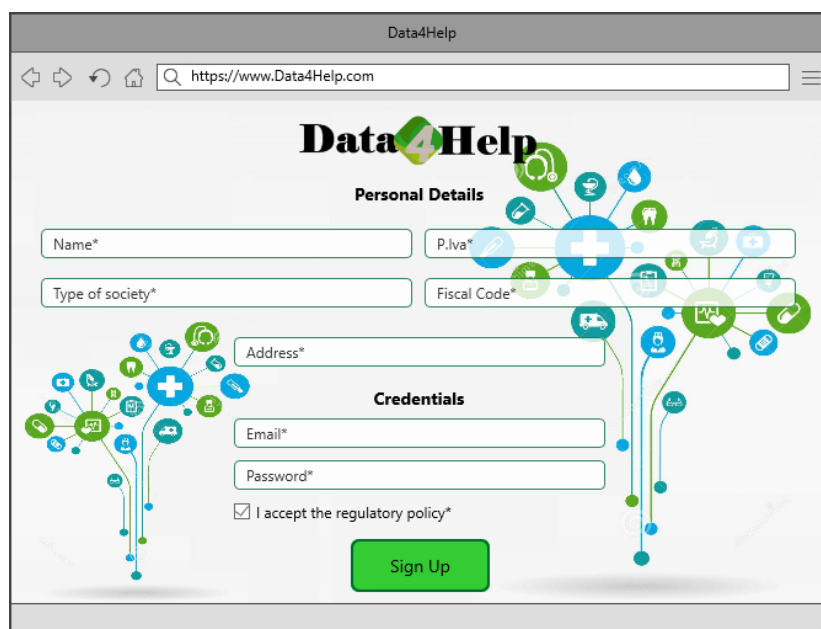 Data4Help
https://www.Data4Help.com
Data4Help
Personal Details
Name*
P.Iva*
Type of society*
Fiscal Code*
Address*
Credentials
Email*
Password*
I accept the regulatory policy*
Sign Up